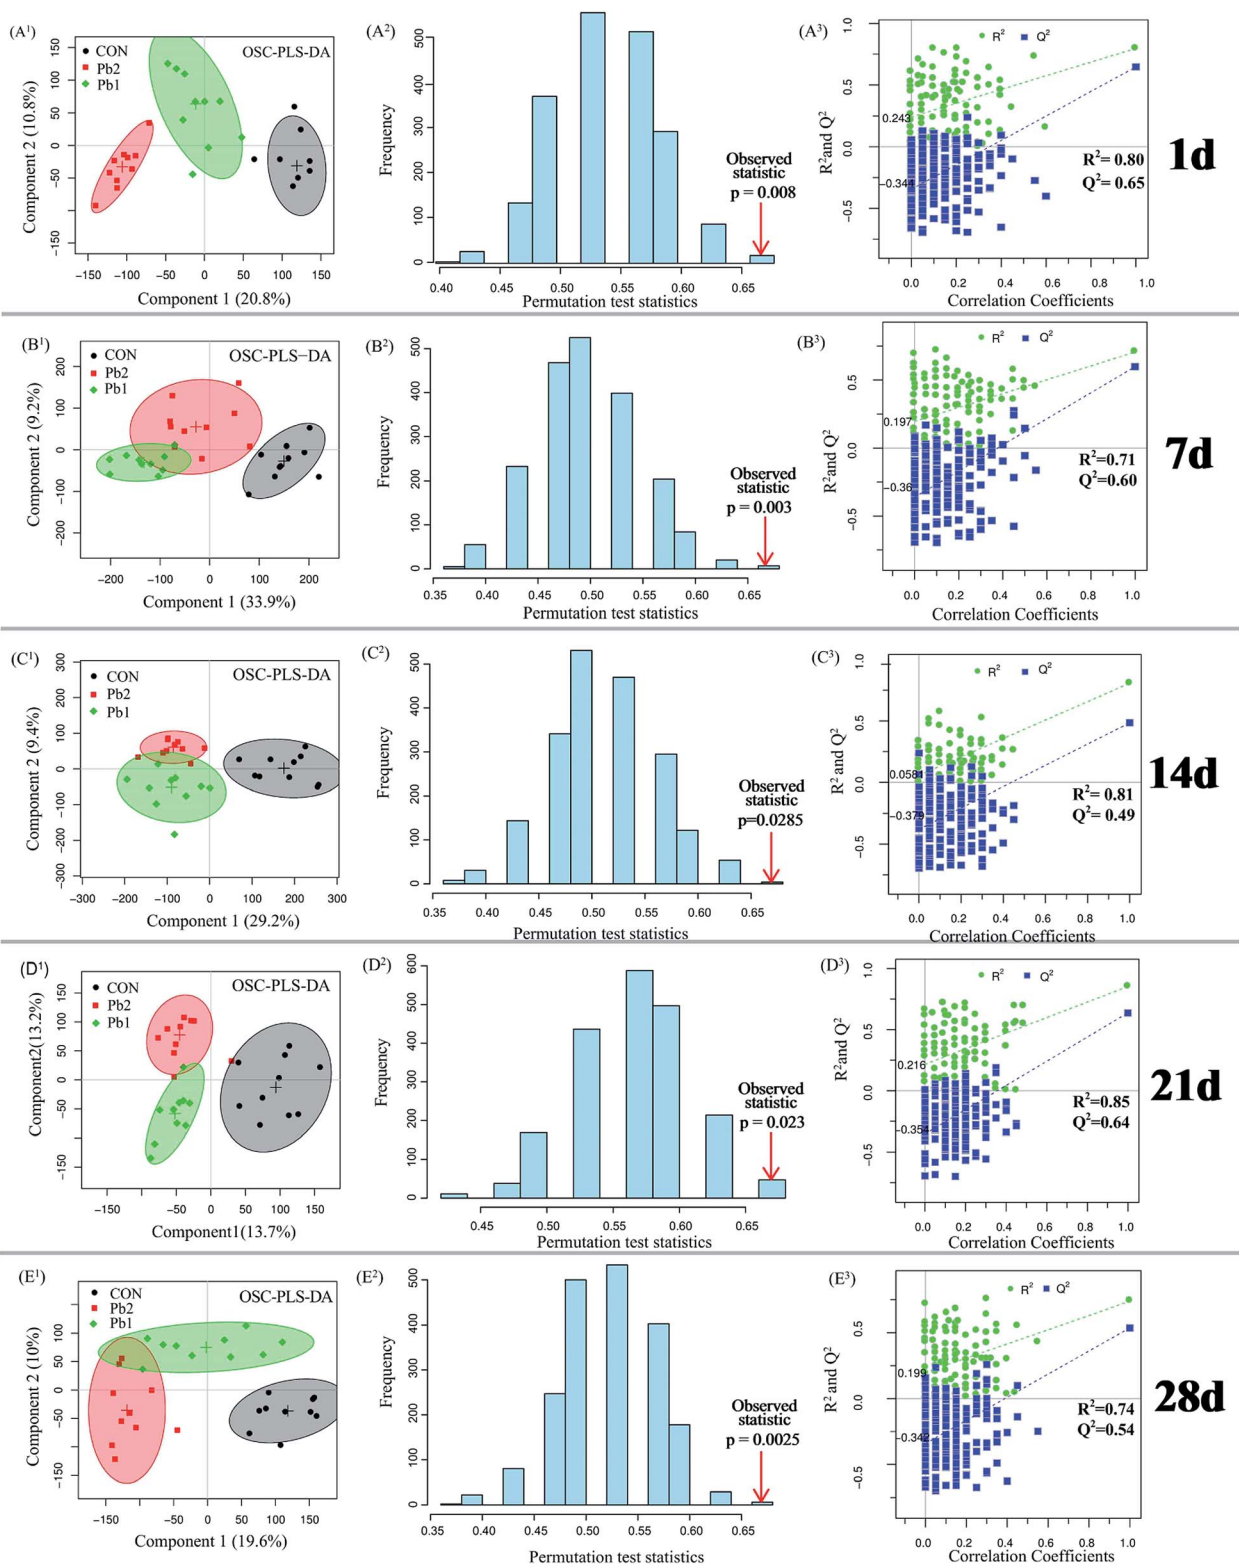 (A¹)
OSC-PLS-DA
CON
Pb2
Pb1
Component 2 (10.8%)
150
100
50
0
−50
−150
−150 −100 −50 0 50 100 150
Component 1 (20.8%)
(A²)
Frequency
500
400
300
200
100
0
Observed
statistic
p = 0.008
0.40 0.45 0.50 0.55 0.60 0.65
Permutation test statistics
(A³)
R² Q²
R²and Q²
1.0
0.5
0.243
0.0
−0.344
−0.5
R²= 0.80
Q²= 0.65
0.0 0.2 0.4 0.6 0.8 1.0
Correlation Coefficients
1d
(B¹)
OSC-PLS−DA
CON
Pb2
Pb1
Component 2 (9.2%)
200
100
0
−100
−200
−200 −100 0 100 200
Component 1 (33.9%)
(B²)
Frequency
500
400
300
200
100
0
Observed
statistic
p = 0.003
0.35 0.40 0.45 0.50 0.55 0.60 0.65
Permutation test statistics
(B³)
R² Q²
R²and Q²
0.5
0.197
0.0
−0.36
−0.5
R²=0.71
Q²=0.60
0.0 0.2 0.4 0.6 0.8 1.0
Correlation Coefficients
7d
(C¹)
OSC-PLS-DA
CON
Pb2
Pb1
Component 2 (9.4%)
300
200
100
0
−100
−200
−300
−300 −200 −100 0 100 200 300
Component 1 (29.2%)
(C²)
Frequency
500
400
300
200
100
0
Observed
statistic
p=0.0285
0.35 0.40 0.45 0.50 0.55 0.60 0.65
Permutation test statistics
(C³)
R² Q²
R² and Q²
1.0
0.5
0.0581
0.0
−0.379
−0.5
R²= 0.81
Q²= 0.49
0.0 0.2 0.4 0.6 0.8 1.0
Correlation Coefficients
14d
(D¹)
OSC-PLS-DA
CON
Pb2
Pb1
Component2(13.2%)
150
100
50
0
−50
−150
−150 −50 0 50 100 150
Component1(13.7%)
(D²)
Frequency
600
500
400
300
200
100
0
Observed
statistic
p = 0.023
0.45 0.50 0.55 0.60 0.65
Permutation test statistics
(D³)
R² Q²
R²and Q²
1.0
0.5
0.216
0.0
−0.354
−0.5
R²=0.85
Q²=0.64
0.0 0.2 0.4 0.6 0.8 1.0
Correlation Coefficients
21d
(E¹)
OSC-PLS-DA
CON
Pb2
Pb1
Component 2 (10%)
100
50
0
−50
−150
−150 −50 0 50 100 150
Component 1 (19.6%)
(E²)
Frequency
500
400
300
200
100
0
Observed
statistic
p = 0.0025
0.35 0.40 0.45 0.50 0.55 0.60 0.65
Permutation test statistics
(E³)
R² Q²
R² and Q²
0.5
0.199
0.0
−0.342
0.5
R²=0.74
Q²=0.54
0.0 0.2 0.4 0.6 0.8 1.0
Correlation Coefficients
28d